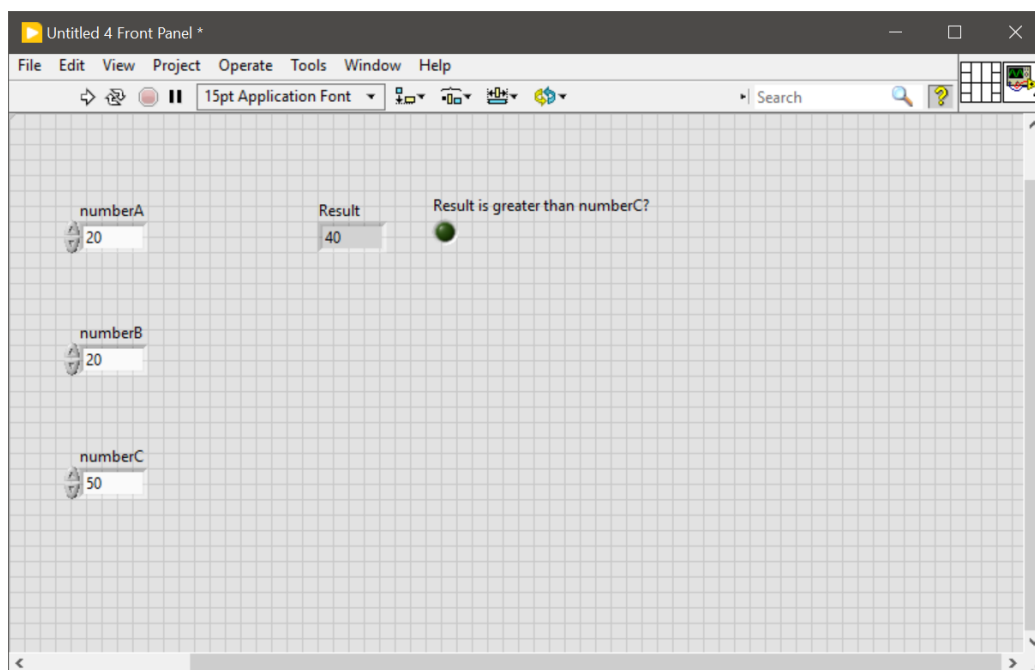 Untitled 4 Front Panel *
File Edit View Project Operate Tools Window Help
15pt Application Font
Search
numberA
20
Result
40
Result is greater than numberC?
numberB
20
numberC
50